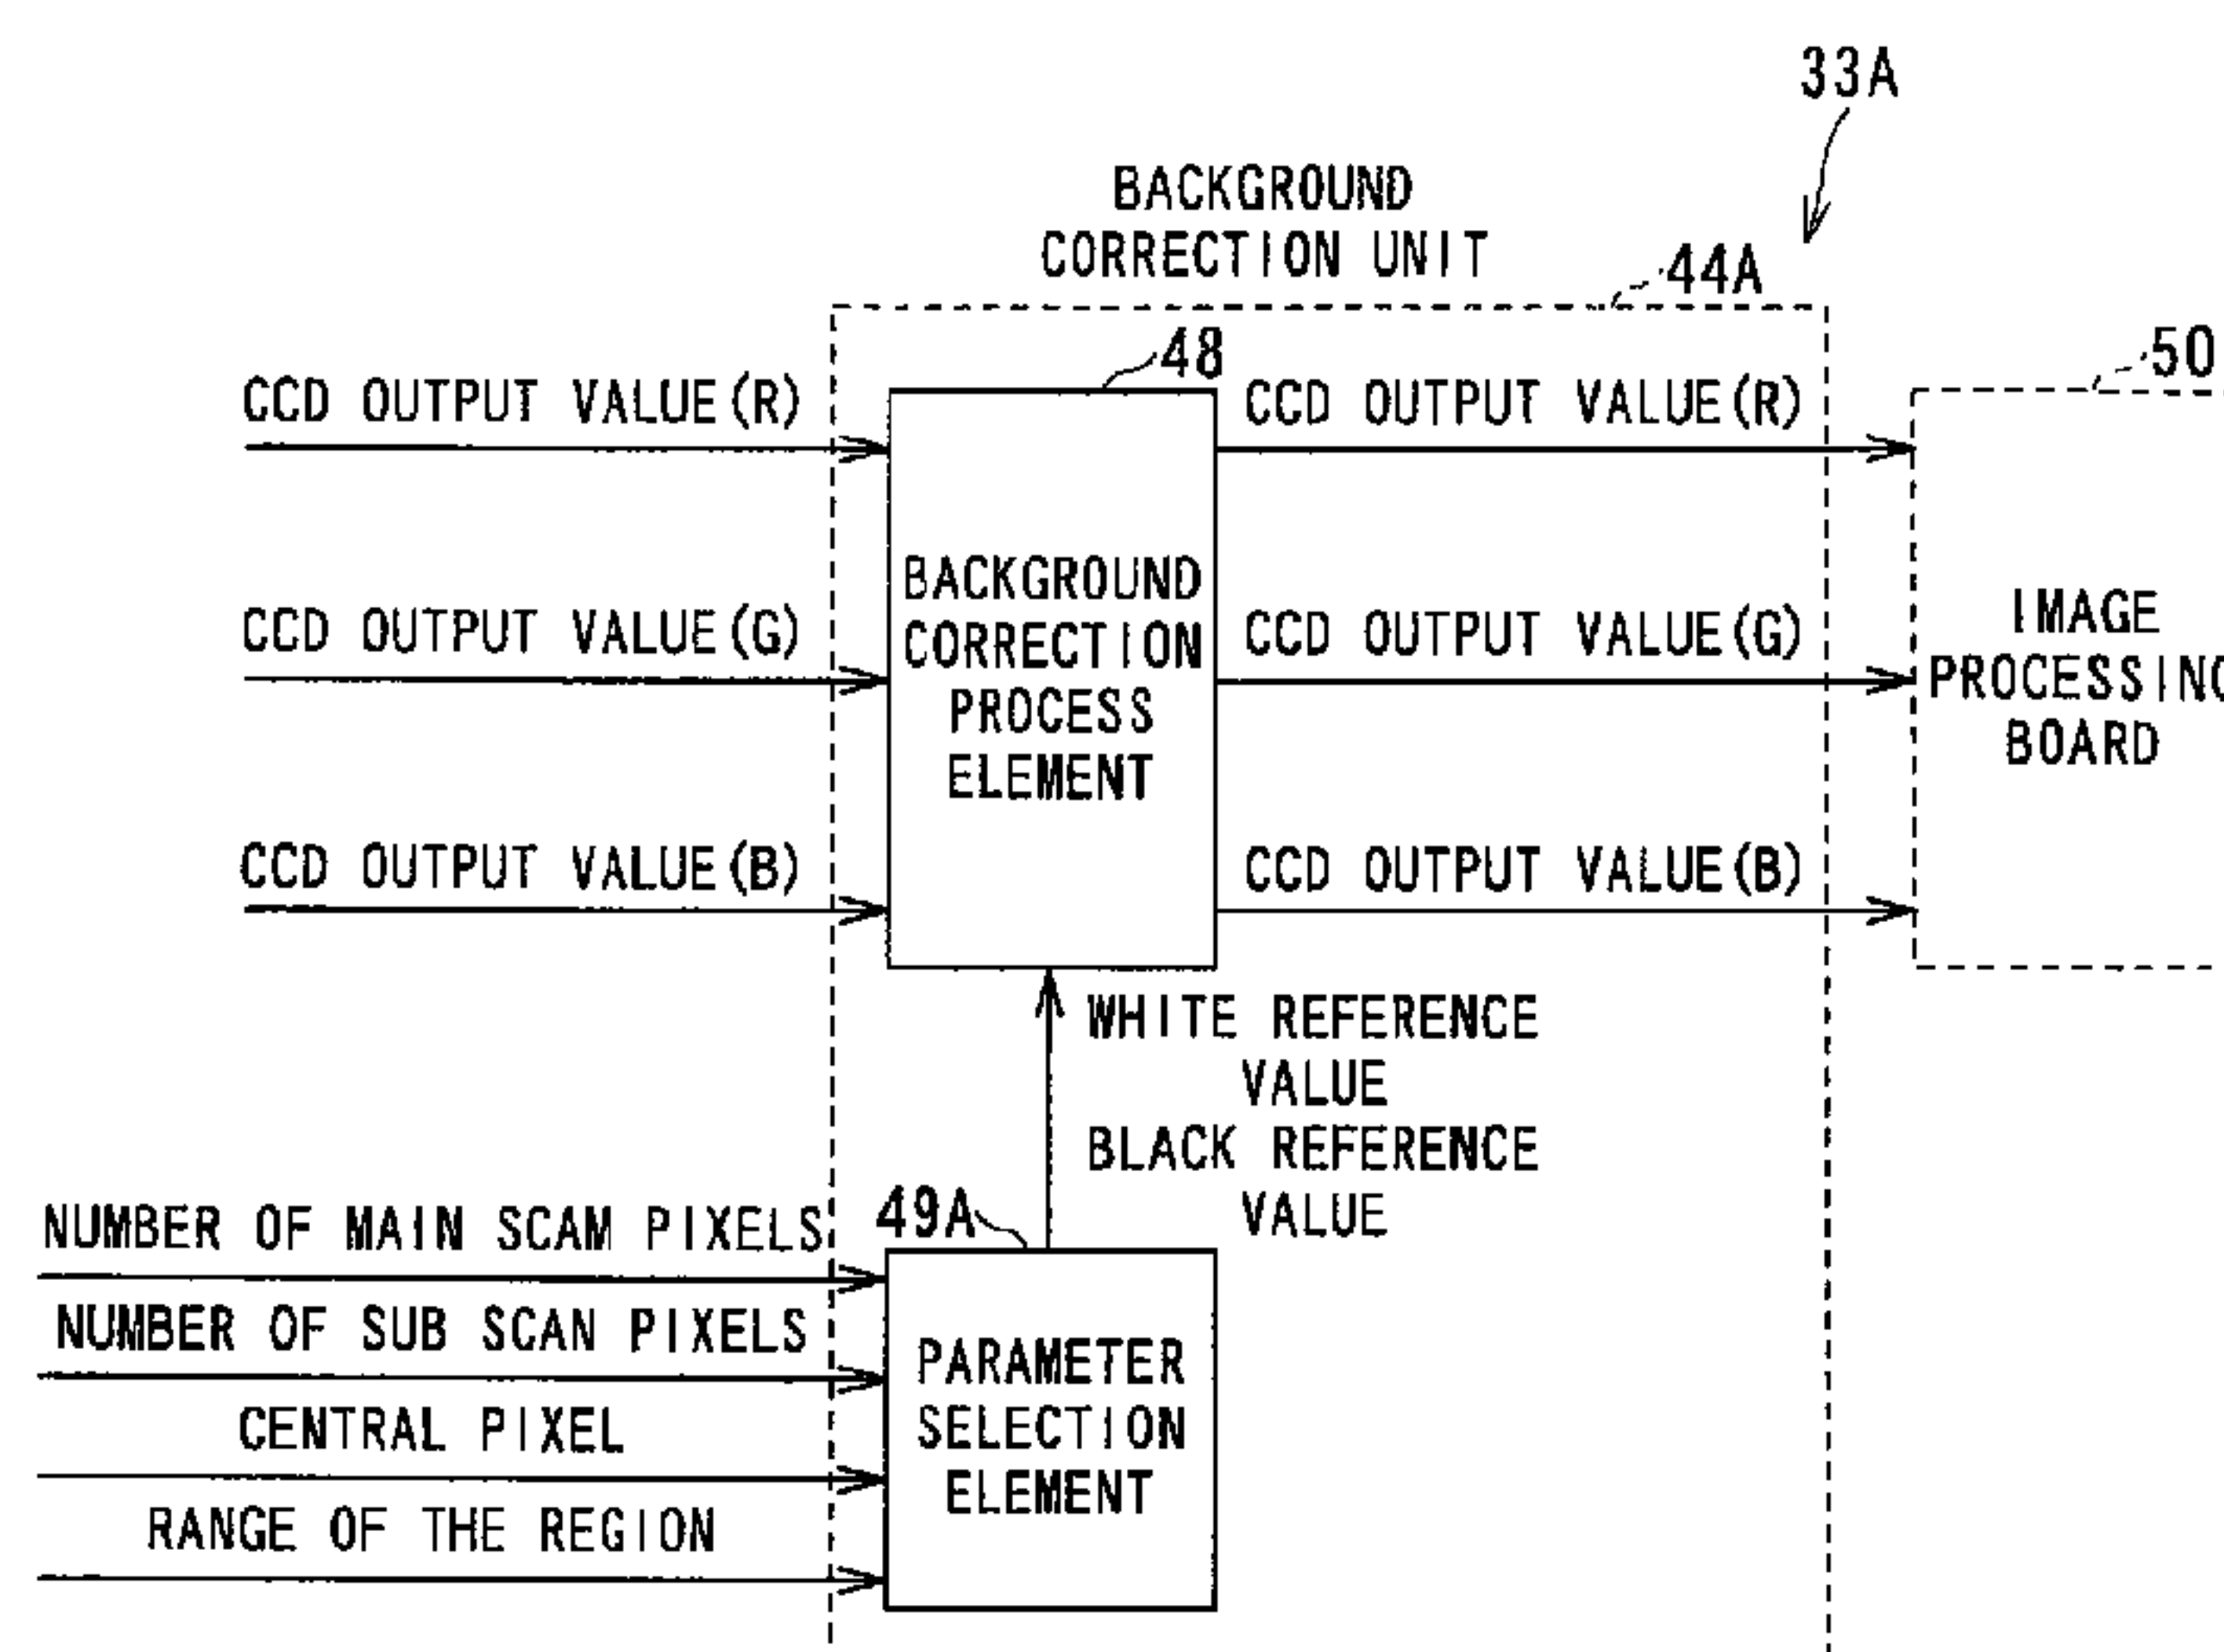 33A
BACKGROUND
CORRECTION UNIT
44A
48
50
CCD OUTPUT VALUE(R)
CCD OUTPUT VALUE(R)
BACKGROUND
CORRECTION
PROCESS
ELEMENT
CCD OUTPUT VALUE(G)
CCD OUTPUT VALUE(G)
IMAGE
PROCESSING
BOARD
CCD OUTPUT VALUE(B)
CCD OUTPUT VALUE(B)
WHITE REFERENCE
VALUE
BLACK REFERENCE
VALUE
49A
NUMBER OF MAIN SCAM PIXELS
NUMBER OF SUB SCAN PIXELS
CENTRAL PIXEL
RANGE OF THE REGION
PARAMETER
SELECTION
ELEMENT